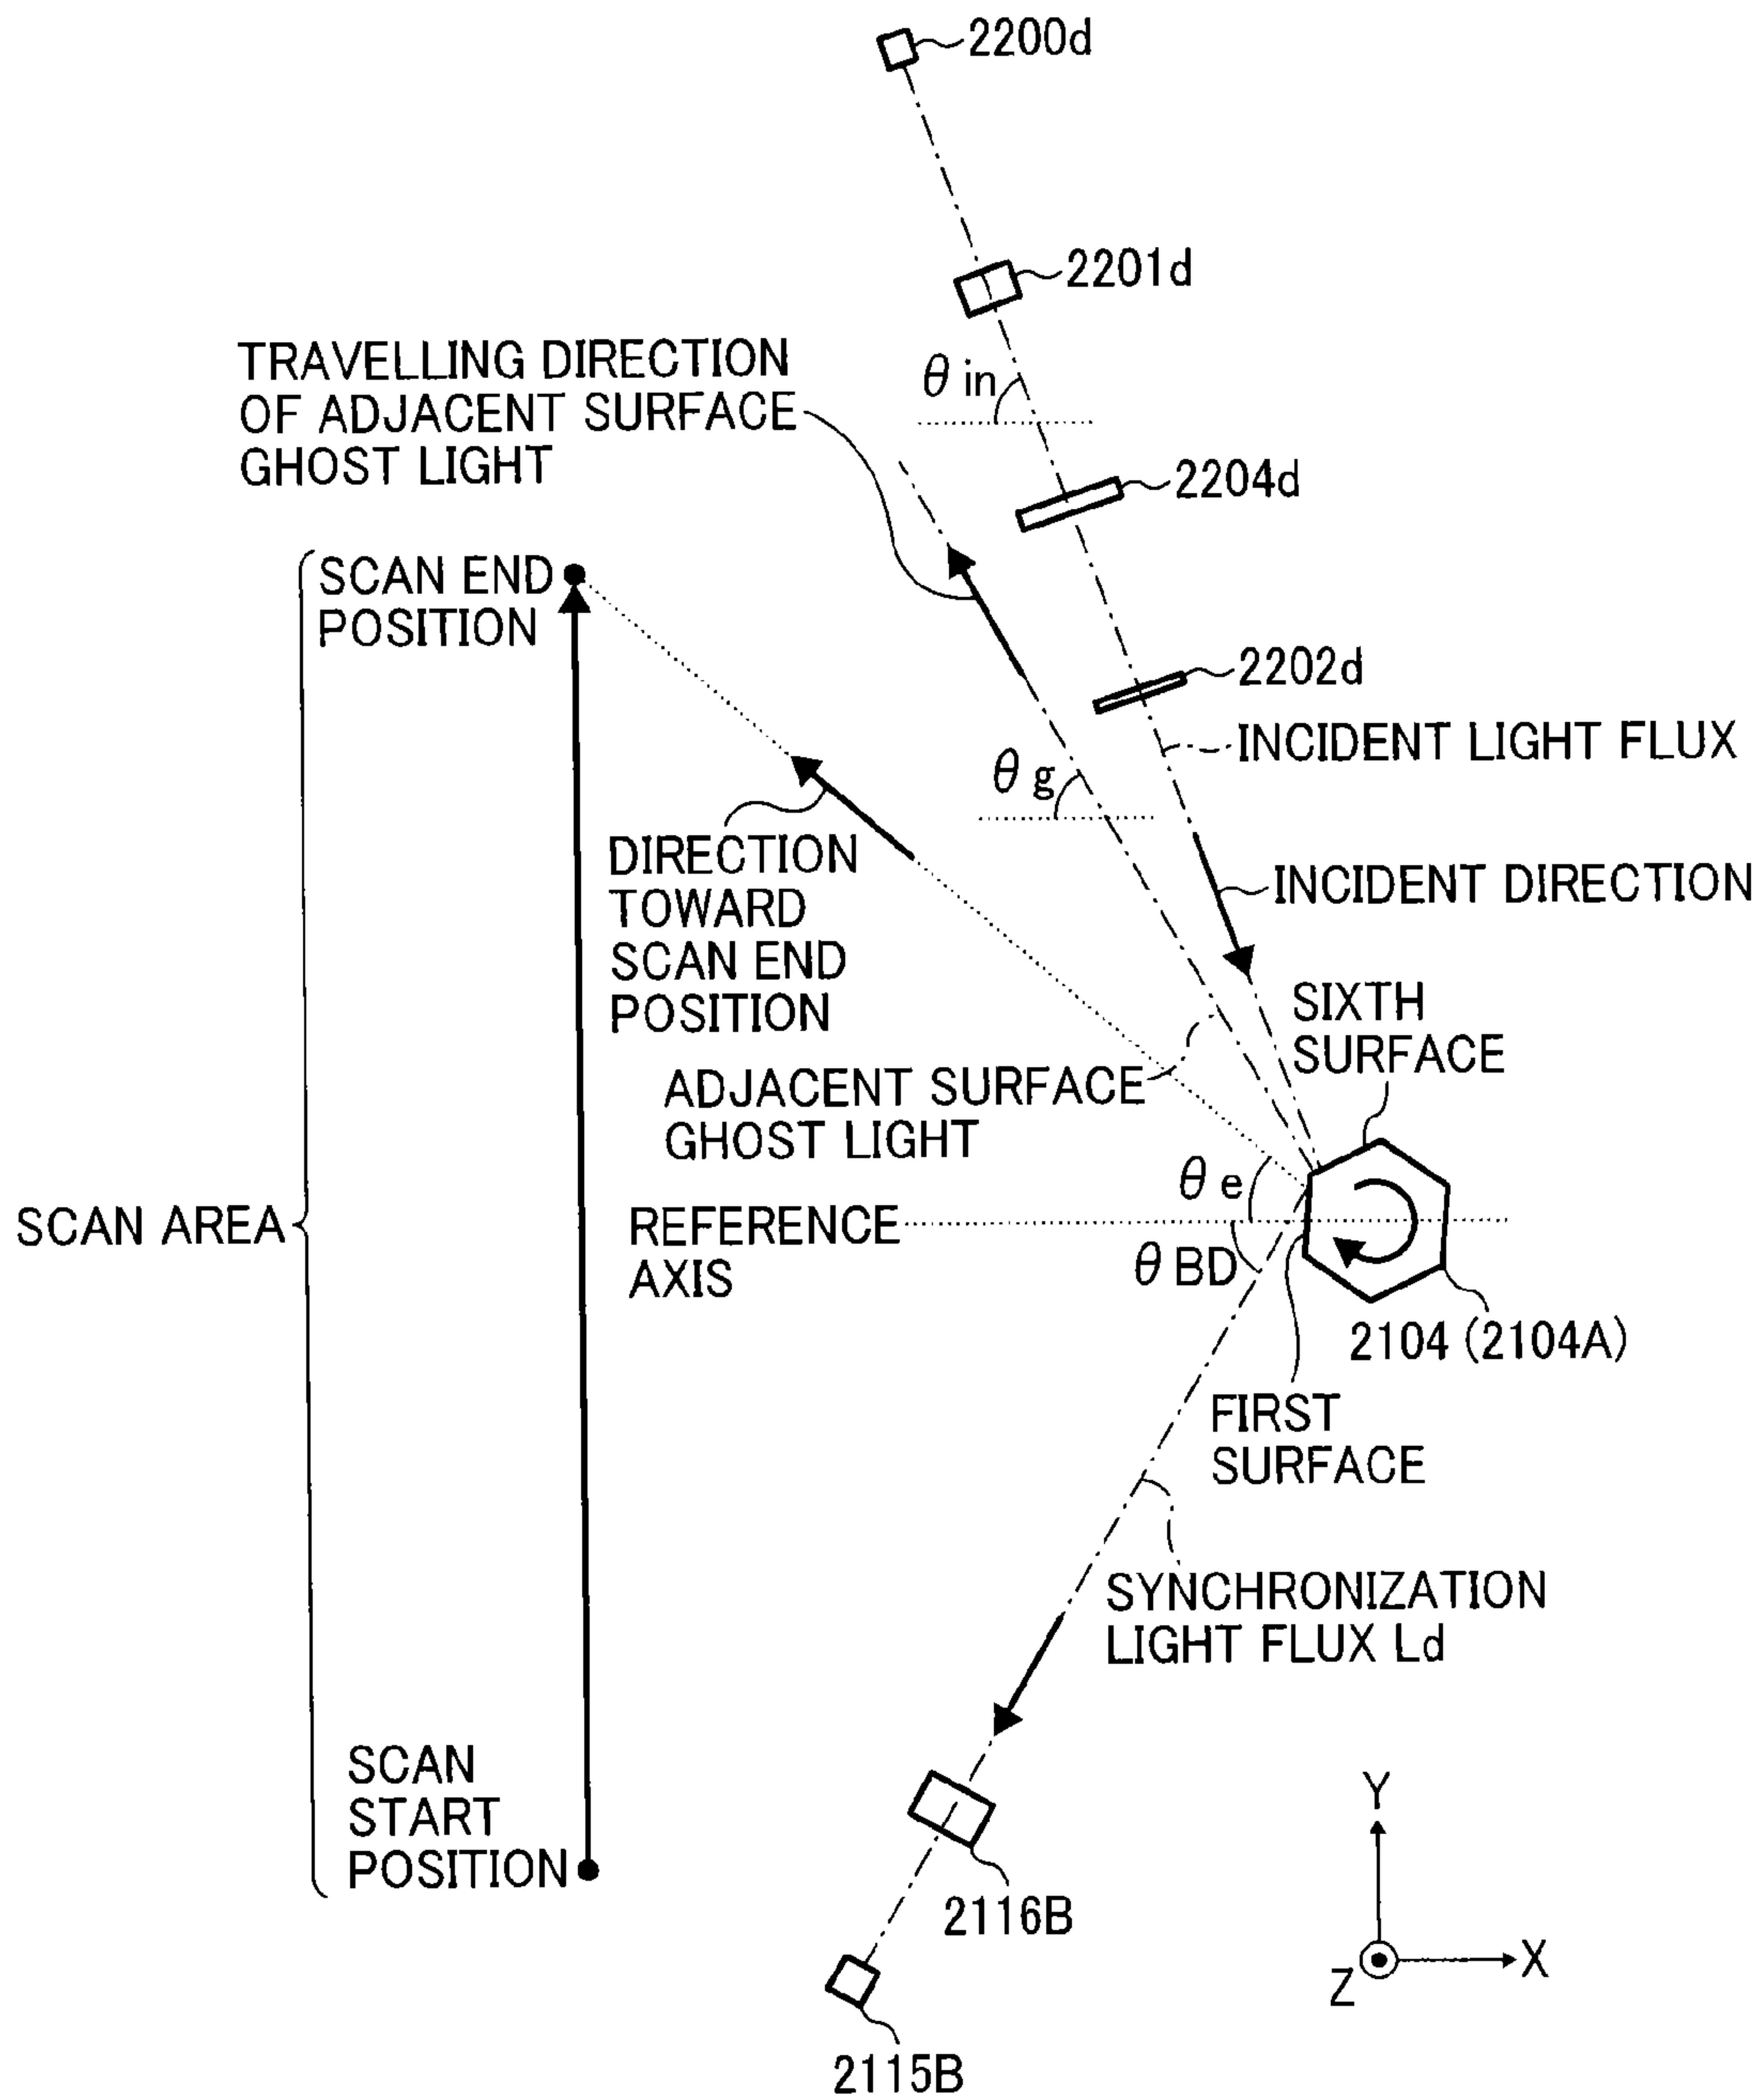 2200d
2201d
TRAVELLING DIRECTION
OF ADJACENT SURFACE
GHOST LIGHT
θ in
2204d
SCAN END
POSITION
2202d
INCIDENT LIGHT FLUX
θ g
DIRECTION
TOWARD
SCAN END
POSITION
INCIDENT DIRECTION
SIXTH
SURFACE
ADJACENT SURFACE
GHOST LIGHT
θ e
SCAN AREA
REFERENCE
AXIS
θ BD
2104 (2104A)
FIRST
SURFACE
SYNCHRONIZATION
LIGHT FLUX Ld
SCAN
START
POSITION
2116B
2115B
Y
X
Z